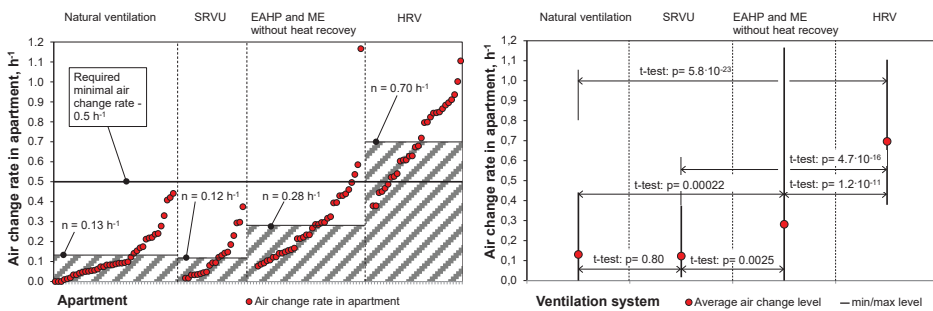 Natural ventilation
SRVU
EAHP and ME
without heat recovey
HRV
Air change rate in apartment, h-1
1.2
1.1
1.0
0.9
0.8
0.7
0.6
0.5
0.4
0.3
0.2
0.1
0.0
Required
minimal air
change rate -
0.5 h-1
n = 0.13 h-1
n = 0.12 h-1
n = 0.28 h-1
n = 0.70 h-1
Apartment
Air change rate in apartment
Natural ventilation
SRVU
EAHP and ME
without heat recovey
HRV
Air change rate in apartment, h-1
1,2
1,1
1,0
0,9
0,8
0,7
0,6
0,5
0,4
0,3
0,2
0,1
0,0
t-test: p= 5.8·10-23
t-test: p= 4.7·10-16
t-test: p= 0.00022
t-test: p= 1.2·10-11
t-test: p= 0.80
t-test: p= 0.0025
Ventilation system
Average air change level
min/max level